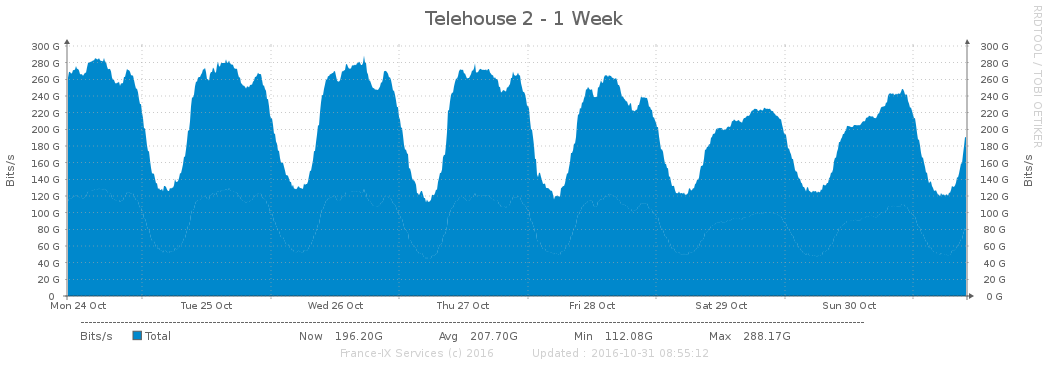 Telehouse 2 - 1 Week
RRDTOOL / TOBI OETIKER
Bits/s
300 G 300 G
280 G 280 G
260 G 260 G
240 G 240 G
220 G 220 G
200 G 200 G
180 G 180 G
160 G 160 G
140 G 140 G
120 G 120 G
100 G 100 G
80 G 80 G
60 G 60 G
40 G 40 G
20 G 20 G
0 0 G
Bits/s
Mon 24 Oct Tue 25 Oct Wed 26 Oct Thu 27 Oct Fri 28 Oct Sat 29 Oct Sun 30 Oct
Bits/s Total Now 196.20G Avg 207.70G Min 112.08G Max 288.17G
France-IX Services (c) 2016 Updated : 2016-10-31 08:55:12